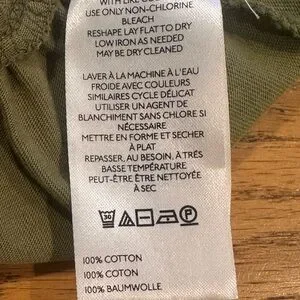 WITH LIKE
USE ONLY NON-CHLORINE
BLEACH
RESHAPE LAY FLAT TO DRY
LOW IRON AS NEEDED
MAY BE DRY CLEANED
LAVER À LA MACHINE À L'EAU
FROIDE AVEC COULEURS
SIMILAIRES CYCLE DÉLICAT
UTILISER UN AGENT DE
BLANCHIMENT SANS CHLORE SI
NÉCESSAIRE
METTRE EN FORME ET SECHER
À PLAT
REPASSER, AU BESOIN, À TRÉS
BASSE TEMPÉRATURE
PEUT-ÊTRE ÊTRE NETTOYÉE
À SEC
30 P
100% COTTON
100% COTON
100% BAUMWOLLE